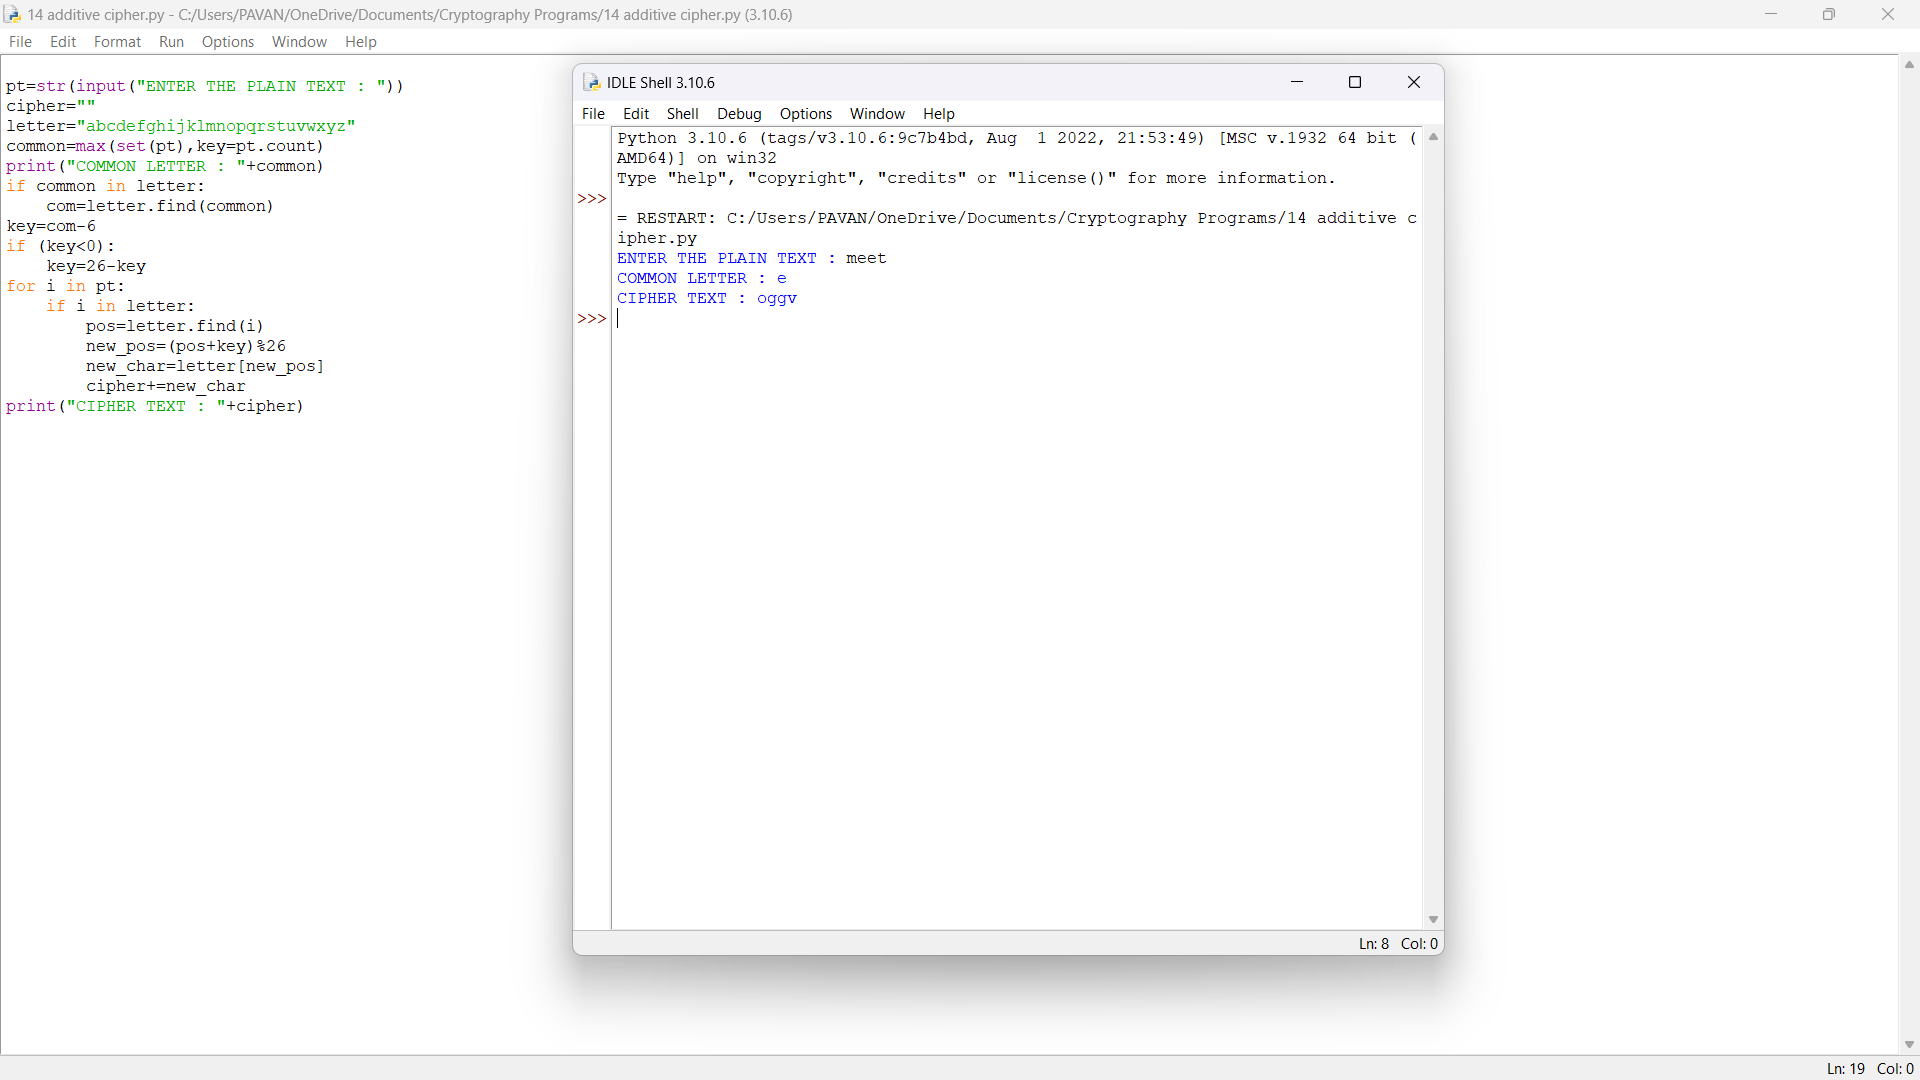 14 additive cipher.py - C:/Users/PAVAN/OneDrive/Documents/Cryptography Programs/14 additive cipher.py (3.10.6)
File Edit Format Run Options Window Help
pt=str(input("ENTER THE PLAIN TEXT : "))
cipher=""
letter="abcdefghijklmnopqrstuvwxyz"
common=max(set(pt),key=pt.count)
print("COMMON LETTER : "+common)
if common in letter:
    com=letter.find(common)
key=com-6
if (key<0):
    key=26-key
for i in pt:
    if i in letter:
        pos=letter.find(i)
        new_pos=(pos+key)%26
        new_char=letter[new_pos]
        cipher+=new_char
print("CIPHER TEXT : "+cipher)
IDLE Shell 3.10.6
File Edit Shell Debug Options Window Help
Python 3.10.6 (tags/v3.10.6:9c7b4bd, Aug  1 2022, 21:53:49) [MSC v.1932 64 bit (
AMD64)] on win32
Type "help", "copyright", "credits" or "license()" for more information.
>>>
= RESTART: C:/Users/PAVAN/OneDrive/Documents/Cryptography Programs/14 additive c
ipher.py
ENTER THE PLAIN TEXT : meet
COMMON LETTER : e
CIPHER TEXT : oggv
>>>
Ln: 8 Col: 0
Ln: 19 Col: 0